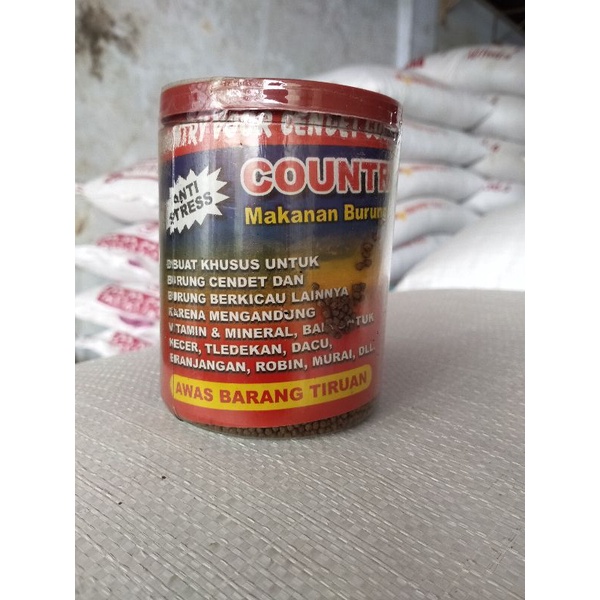 COUNTR
Makanan Burung
ANTI
STRESS
DIBUAT KHUSUS UNTUK
BURUNG CENDET DAN
BURUNG BERKICAU LAINNYA
KARENA MENGANDUNG
VITAMIN & MINERAL, BAIK UNTUK
KECER, TLEDEKAN, DACU,
BRANJANGAN, ROBIN, MURAI, DLL.
AWAS BARANG TIRUAN